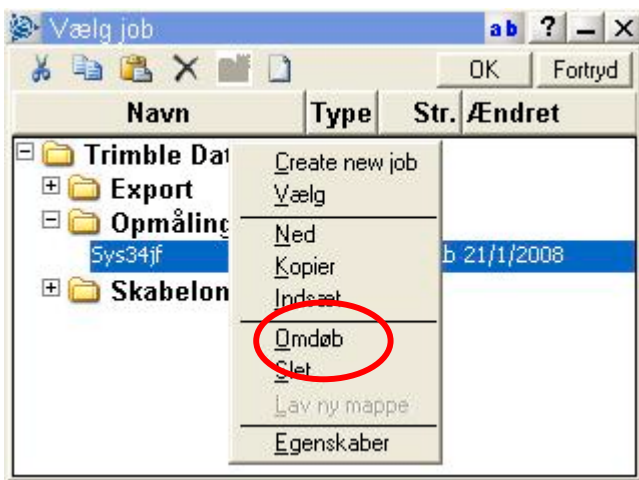 Vælg job
ab ? – X
OK Fortryd
Navn Type Str. Ændret
Trimble Dat
Export
Opmåling
Sys34jf b 21/1/2008
Skabelon
Create new job
Vælg
Ned
Kopier
Indsæt
Omdøb
Slet
Lav ny mappe
Egenskaber